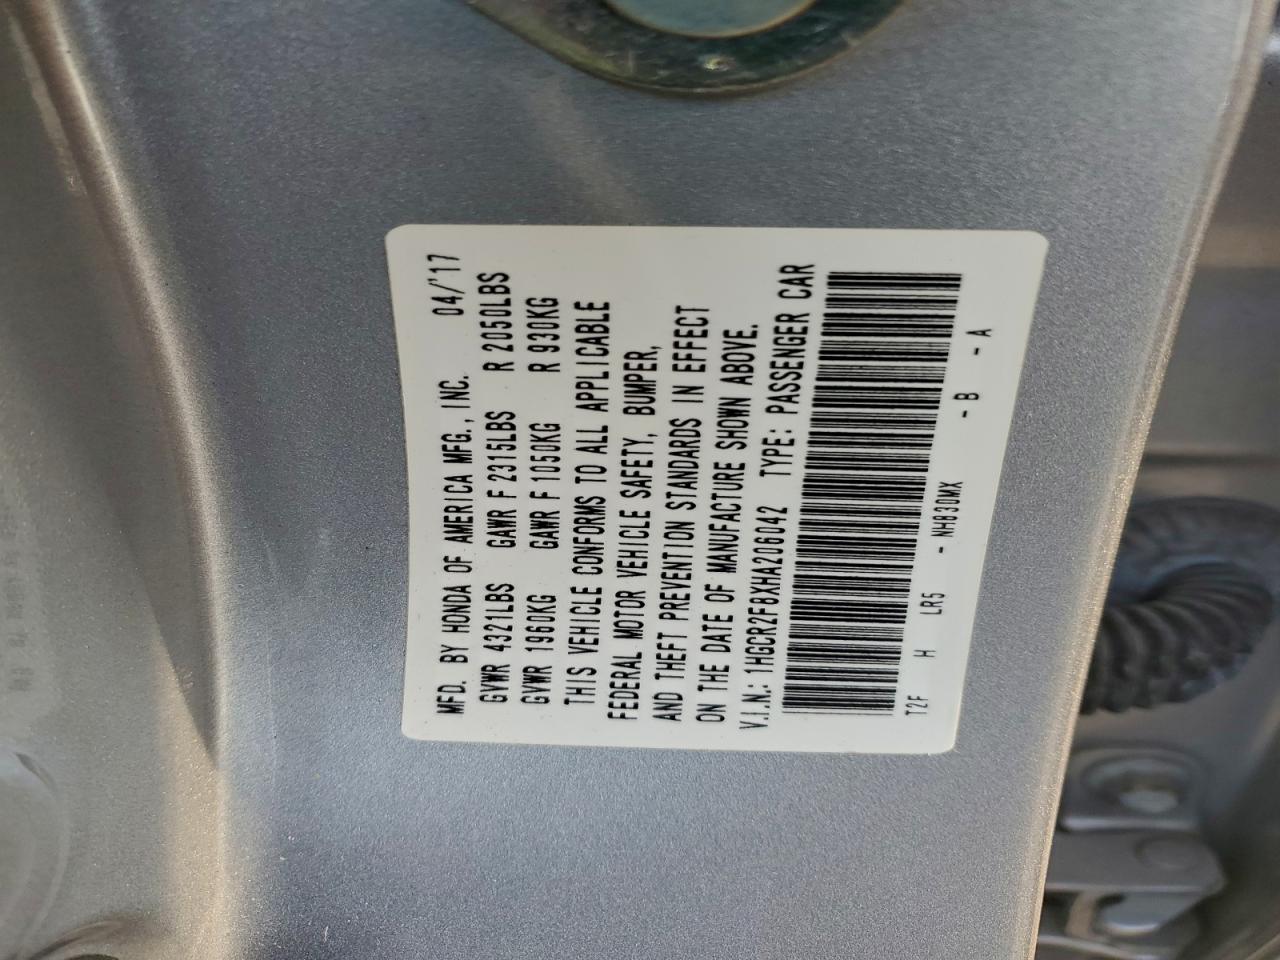 MFD. BY HONDA OF AMERICA MFG., INC. 04/'17
GVWR 4321LBS GAWR F 2315LBS R 2050LBS
GVWR 1960KG GAWR F 1050KG R 930KG
THIS VEHICLE CONFORMS TO ALL APPLICABLE
FEDERAL MOTOR VEHICLE SAFETY, BUMPER,
AND THEFT PREVENTION STANDARDS IN EFFECT
ON THE DATE OF MANUFACTURE SHOWN ABOVE.
V.I.N.: 1HGCR2F8XHA206042 TYPE: PASSENGER CAR
T2F H LR5 - NH830MX - B - A